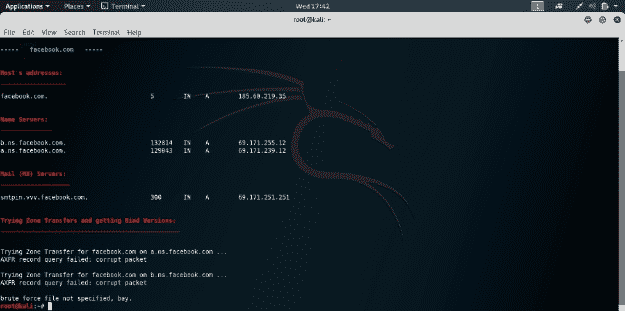 Applications Places Terminal Wed 17:42 1
root@kali: ~
File Edit View Search Terminal Help
----- facebook.com -----
Host's addresses:
facebook.com. 5 IN A 185.60.219.35
Name Servers:
b.ns.facebook.com. 132814 IN A 69.171.255.12
a.ns.facebook.com. 129843 IN A 69.171.239.12
Mail (MX) Servers:
smtpin.vvv.facebook.com. 300 IN A 69.171.251.251
Trying Zone Transfers and getting Bind Versions:
Trying Zone Transfer for facebook.com on a.ns.facebook.com ...
AXFR record query failed: corrupt packet
Trying Zone Transfer for facebook.com on b.ns.facebook.com ...
AXFR record query failed: corrupt packet
brute force file not specified, bay.
root@kali:~#